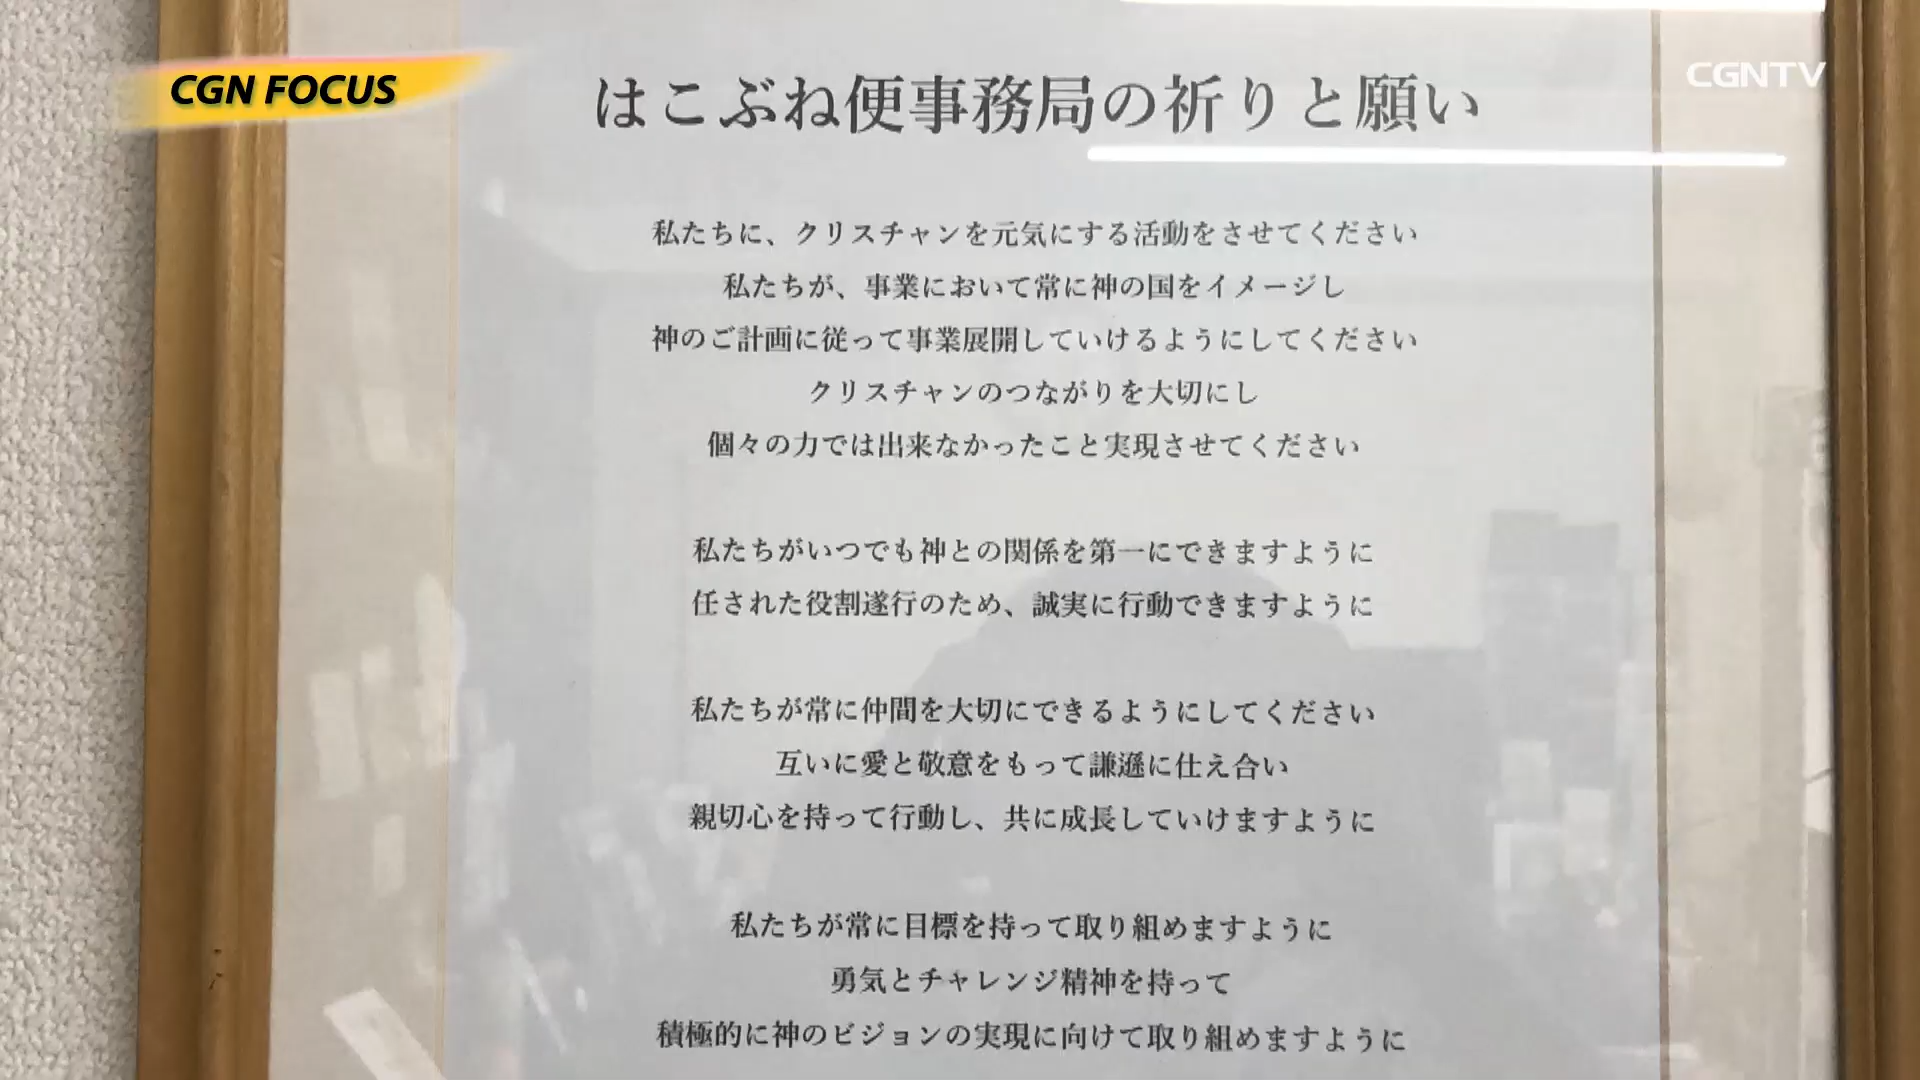 CGN FOCUS
CGNTV
はこぶね便事務局の祈りと願い
私たちに、クリスチャンを元気にする活動をさせてください
私たちが、事業において常に神の国をイメージし
神のご計画に従って事業展開していけるようにしてください
クリスチャンのつながりを大切にし
個々の力では出来なかったこと実現させてください
私たちがいつでも神との関係を第一にできますように
任された役割遂行のため、誠実に行動できますように
私たちが常に仲間を大切にできるようにしてください
互いに愛と敬意をもって謙遜に仕え合い
親切心を持って行動し、共に成長していけますように
私たちが常に目標を持って取り組めますように
勇気とチャレンジ精神を持って
積極的に神のビジョンの実現に向けて取り組めますように